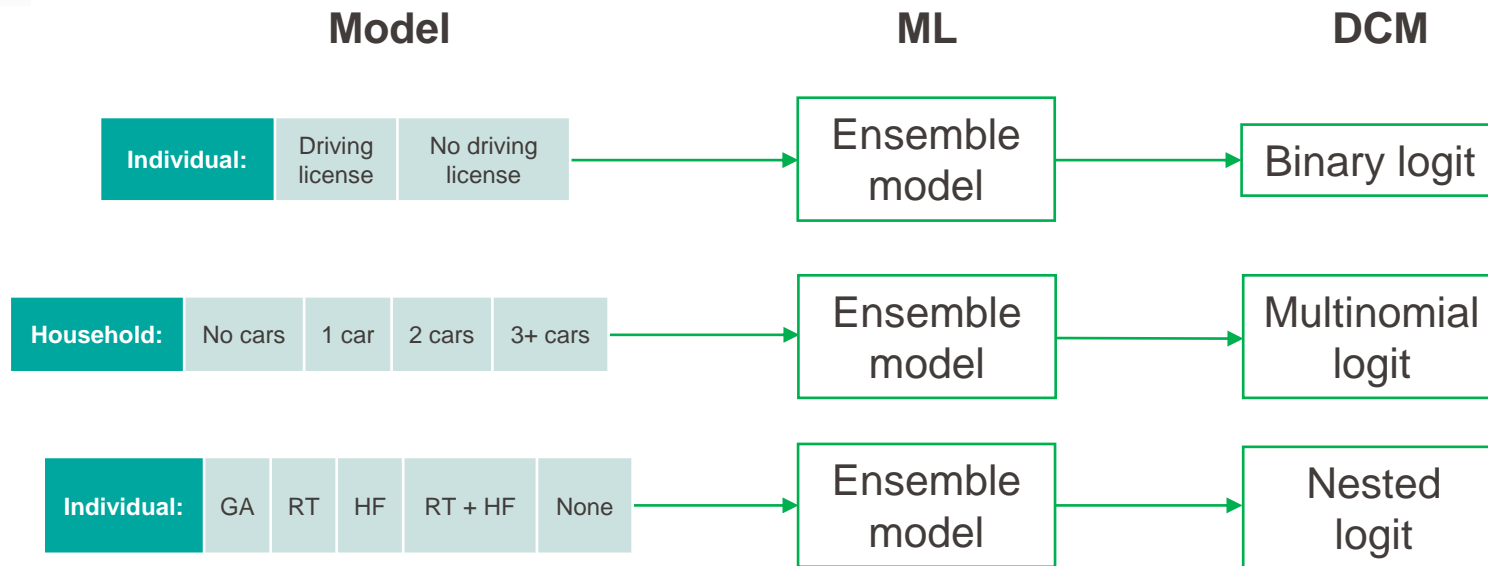 Model ML DCM
Individual: Driving license No driving license Ensemble model Binary logit
Household: No cars 1 car 2 cars 3+ cars Ensemble model Multinomial logit
Individual: GA RT HF RT + HF None Ensemble model Nested logit